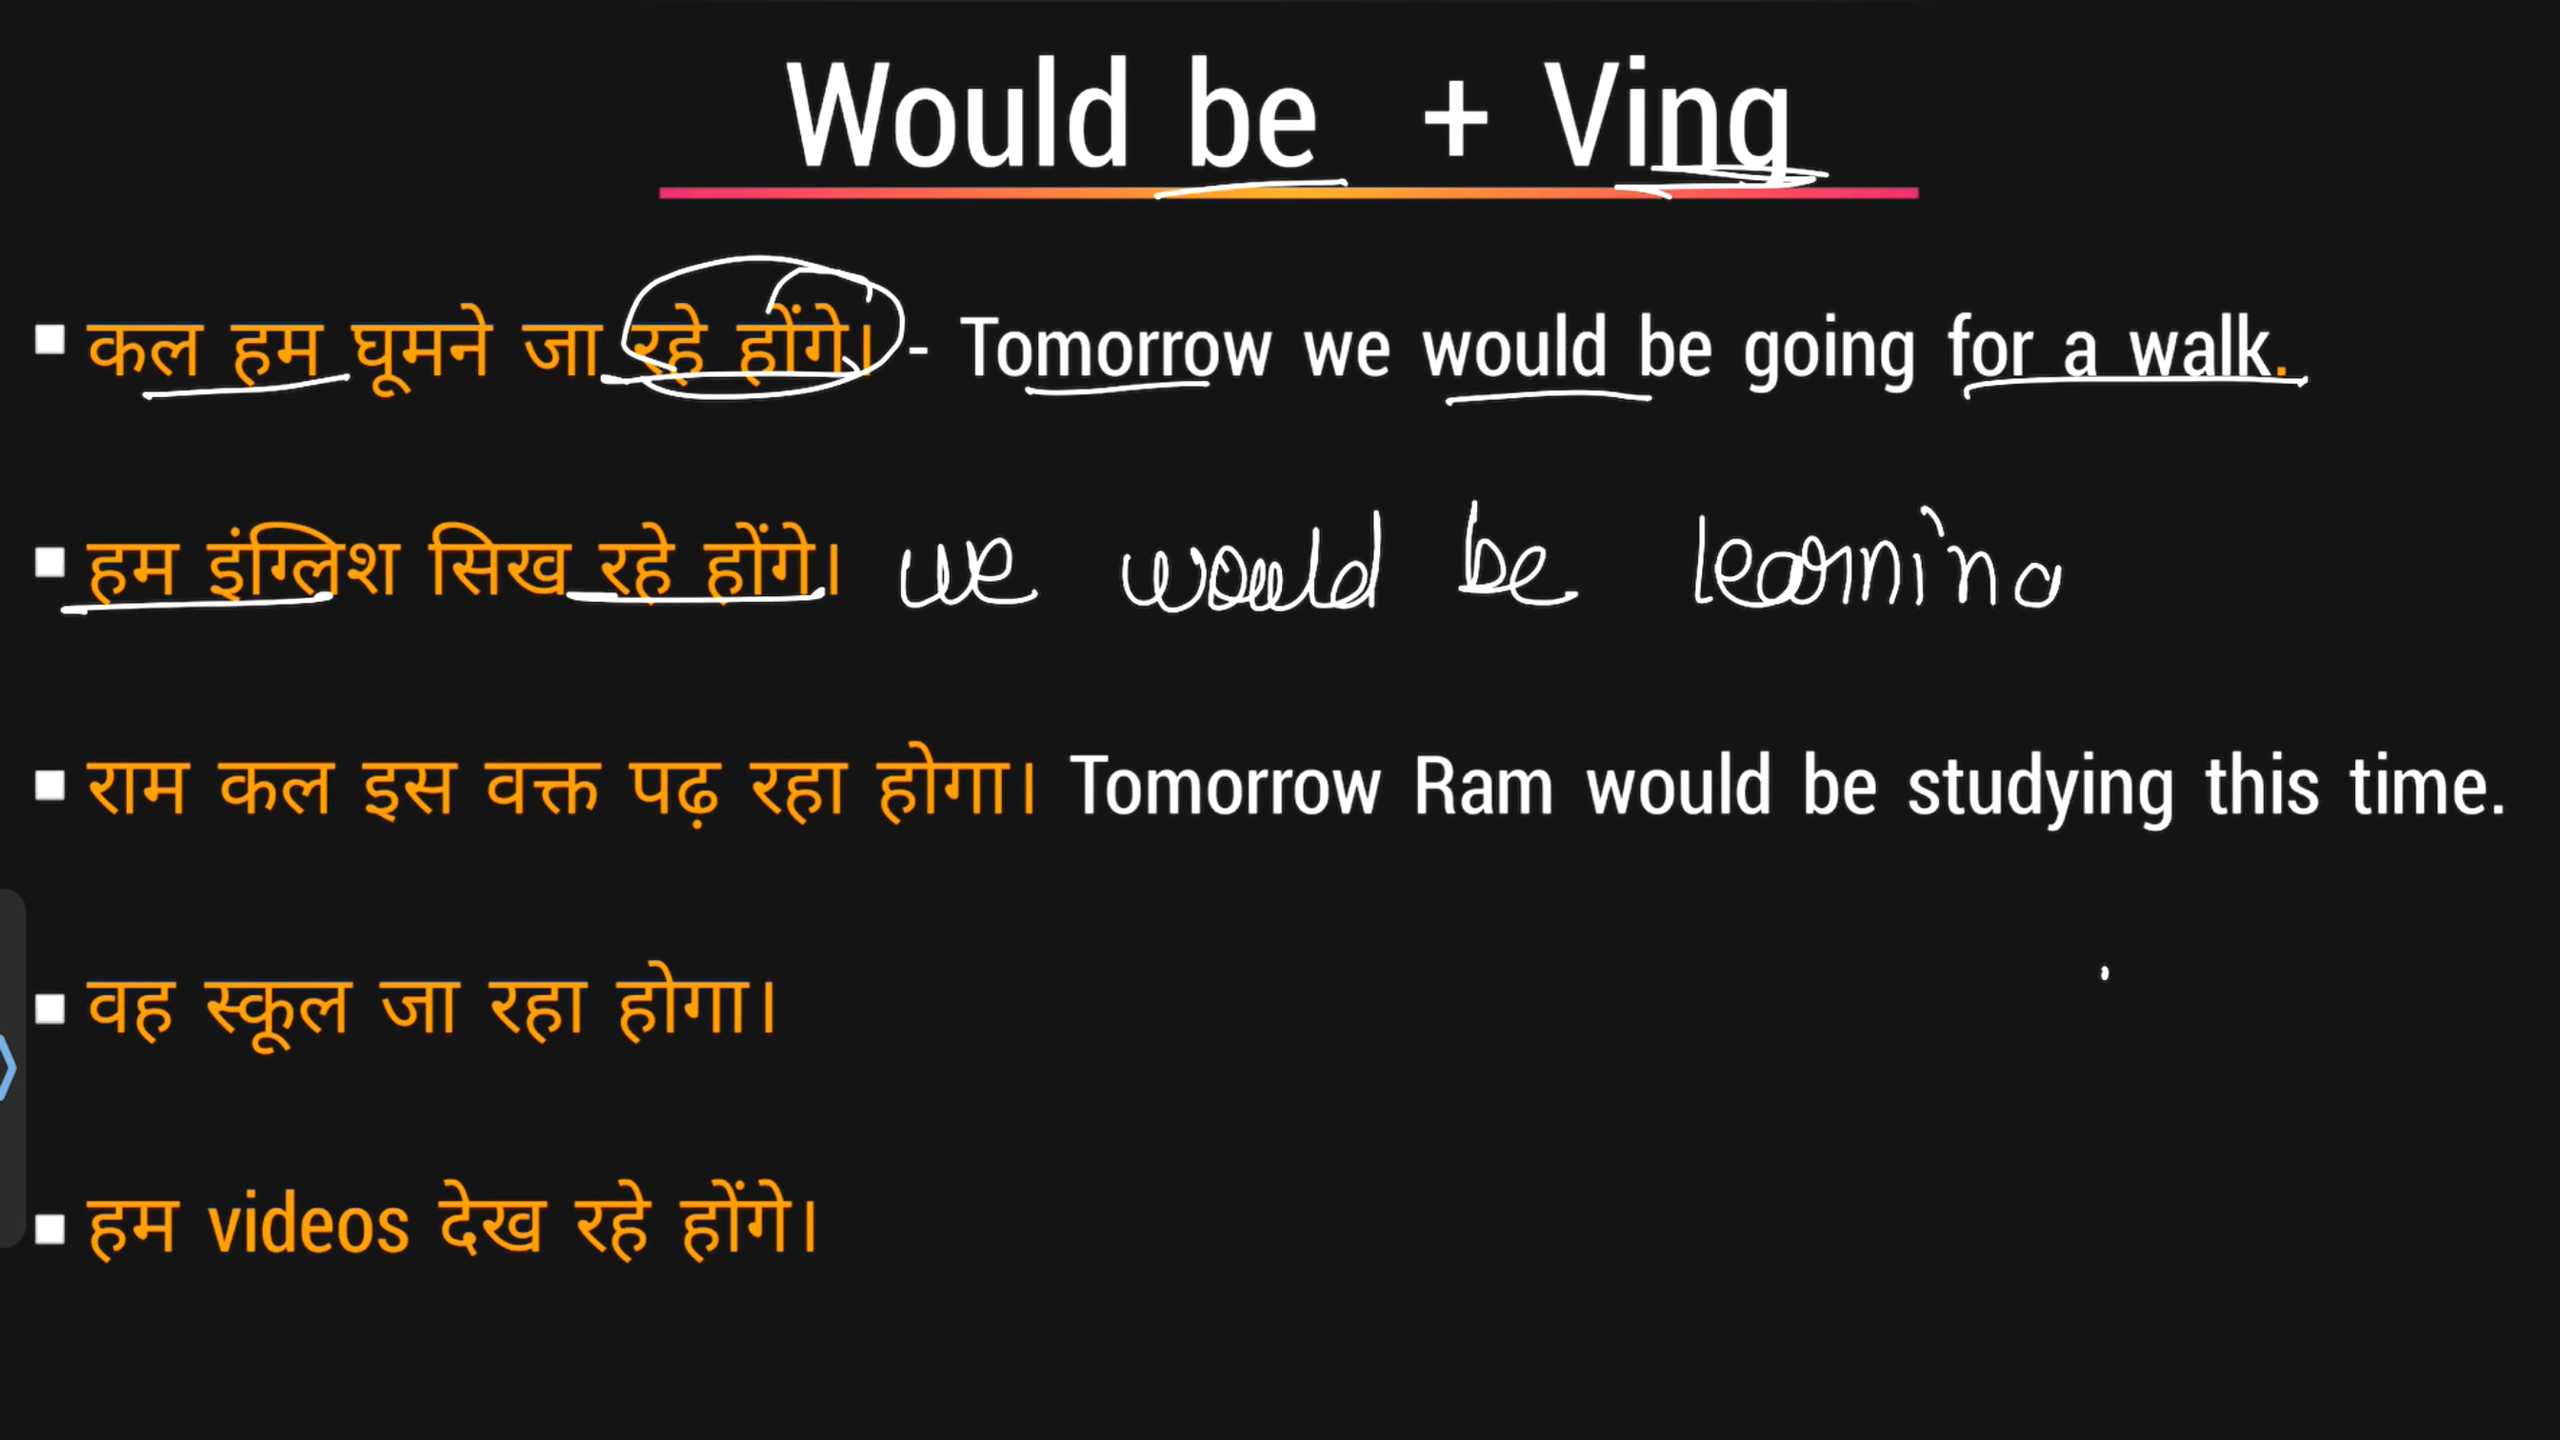 Would be + Ving
▪ कल हम घूमने जा रहे होंगे। - Tomorrow we would be going for a walk.
▪ हम इंग्लिश सिख रहे होंगे। we would be learning
▪ राम कल इस वक्त पढ़ रहा होगा। Tomorrow Ram would be studying this time.
▪ वह स्कूल जा रहा होगा।
▪ हम videos देख रहे होंगे।